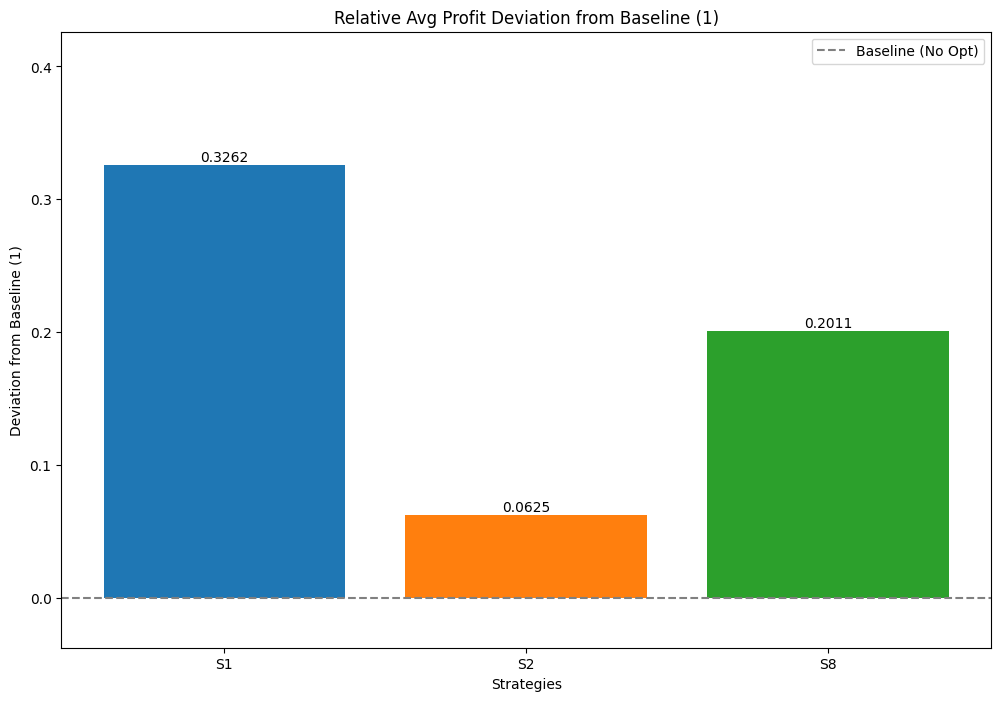 Relative Avg Profit Deviation from Baseline (1)
Baseline (No Opt)
Deviation from Baseline (1)
0.4
0.3
0.2
0.1
0.0
0.3262
0.0625
0.2011
S1
S2
S8
Strategies